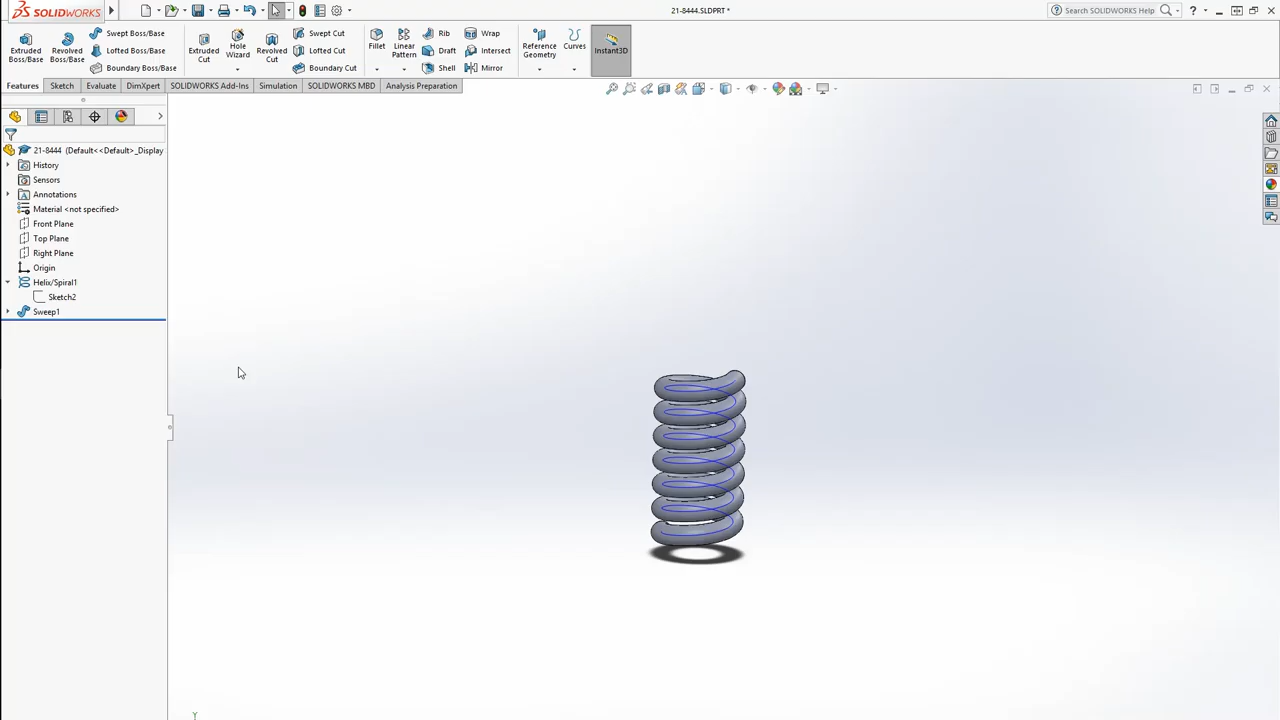 SOLIDWORKS
21-8444.SLDPRT *
Search SOLIDWORKS Help
Extruded Boss/Base
Revolved Boss/Base
Swept Boss/Base
Lofted Boss/Base
Boundary Boss/Base
Extruded Cut
Hole Wizard
Revolved Cut
Swept Cut
Lofted Cut
Boundary Cut
Fillet
Linear Pattern
Rib
Draft
Shell
Wrap
Intersect
Mirror
Reference Geometry
Curves
Instant3D
Features
Sketch
Evaluate
DimXpert
SOLIDWORKS Add-Ins
Simulation
SOLIDWORKS MBD
Analysis Preparation
21-8444 (Default<<Default>_Display
History
Sensors
Annotations
Material <not specified>
Front Plane
Top Plane
Right Plane
Origin
Helix/Spiral1
Sketch2
Sweep1
Y